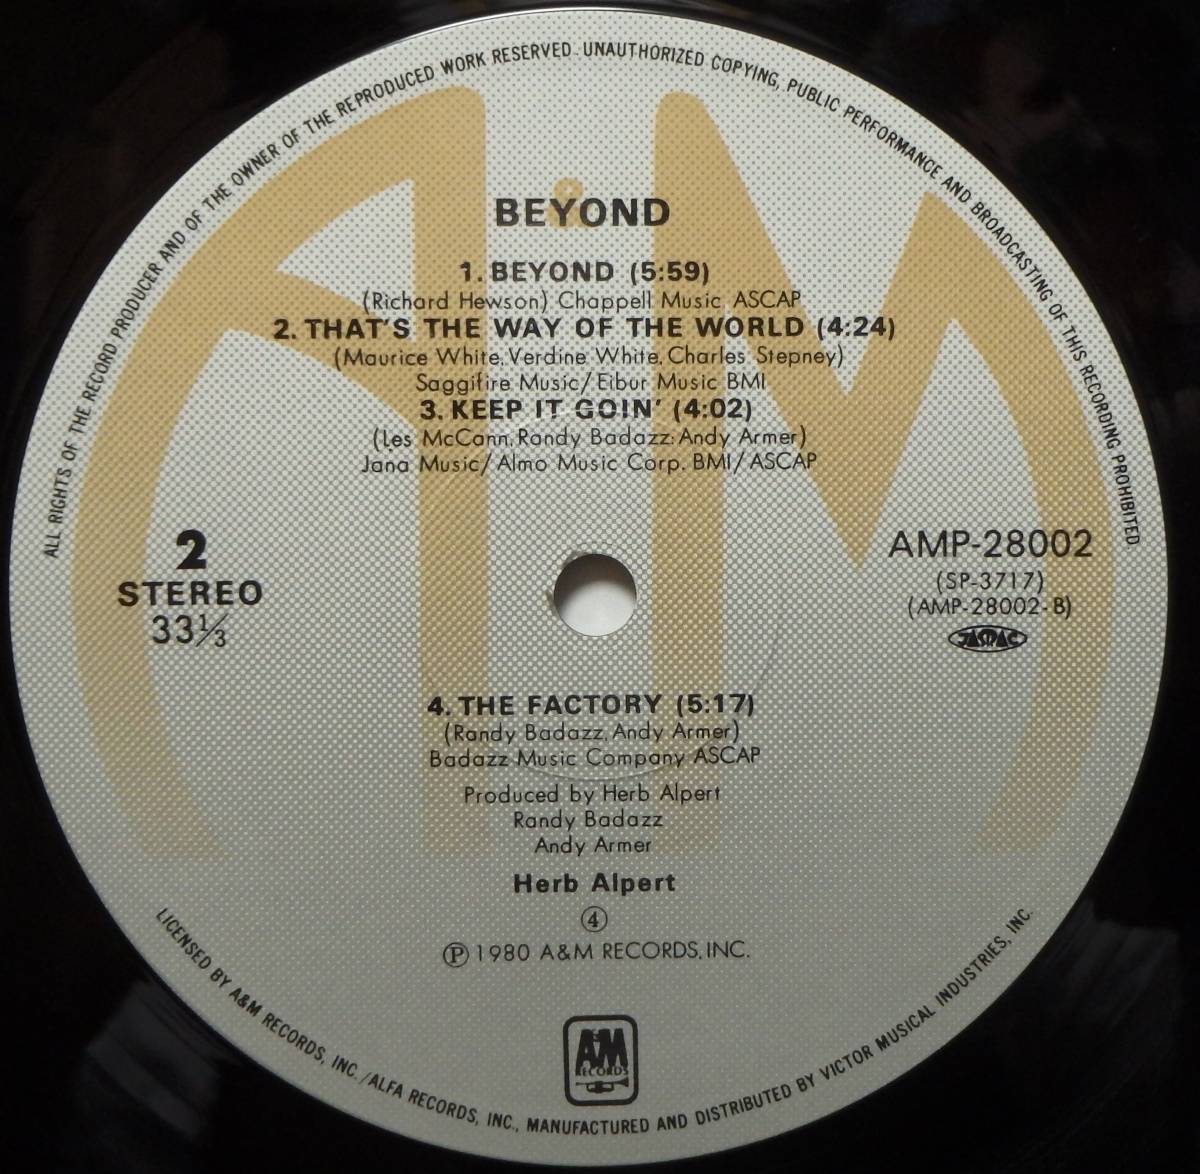 ALL RIGHTS OF THE RECORD PRODUCER AND OF THE OWNER OF THE REPRODUCED WORK RESERVED. UNAUTHORIZED COPYING, PUBLIC PERFORMANCE AND BROADCASTING OF THIS RECORDING PROHIBITED.
BEYOND
1. BEYOND (5:59)
(Richard Hewson) Chappell Music ASCAP
2. THAT'S THE WAY OF THE WORLD (4:24)
(Maurice White, Verdine White, Charles Stepney)
Saggifire Music/Eibur Music BMI
3. KEEP IT GOIN' (4:02)
(Les McCann, Randy Badazz: Andy Armer)
Jana Music/Almo Music Corp. BMI/ASCAP
2
STEREO
33⅓
AMP-28002
(SP-3717)
(AMP-28002-B)
JASRAC
4. THE FACTORY (5:17)
(Randy Badazz, Andy Armer)
Badazz Music Company ASCAP
Produced by Herb Alpert
Randy Badazz
Andy Armer
Herb Alpert
④
Ⓟ 1980 A&M RECORDS, INC.
A&M
RECORDS
LICENSED BY A&M RECORDS, INC./ALFA RECORDS, INC., MANUFACTURED AND DISTRIBUTED BY VICTOR MUSICAL INDUSTRIES, INC.